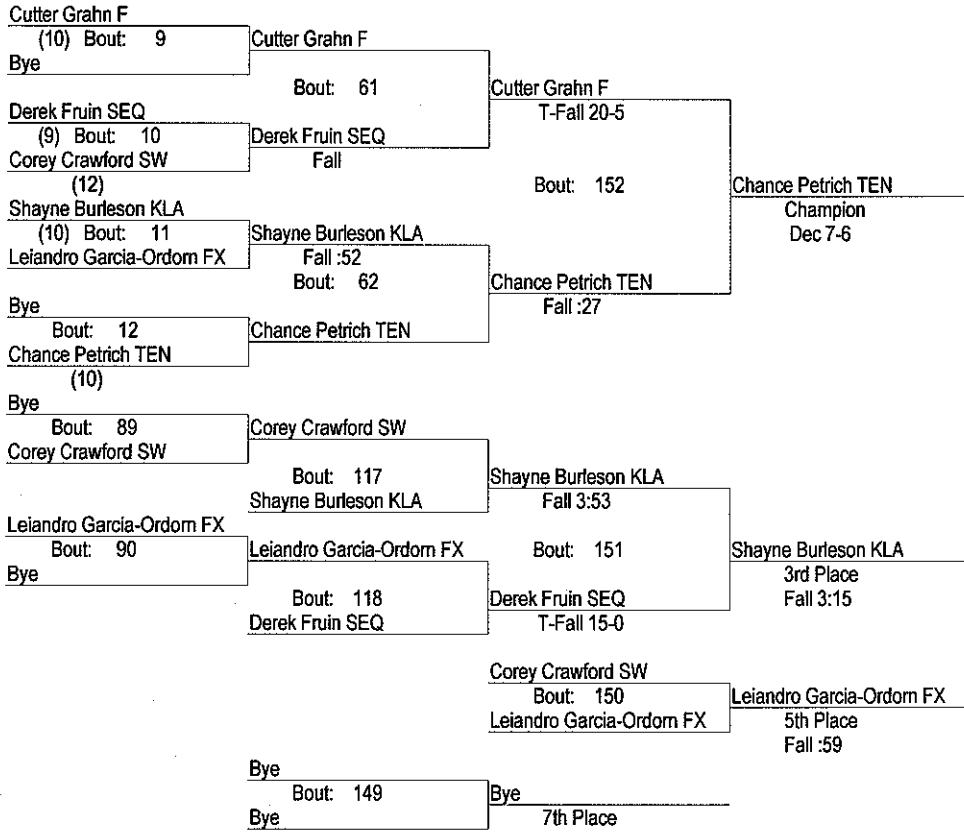 Cutter Grahn F
(10) Bout: 9
Bye
Cutter Grahn F
Bout: 61
Derek Fruin SEQ
(9) Bout: 10
Corey Crawford SW
(12)
Derek Fruin SEQ
Fall
Cutter Grahn F
T-Fall 20-5
Bout: 152
Chance Petrich TEN
Champion
Dec 7-6
Shayne Burleson KLA
(10) Bout: 11
Leiandro Garcia-Ordorn FX
Shayne Burleson KLA
Fall :52
Bout: 62
Chance Petrich TEN
Fall :27
Bye
Bout: 12
Chance Petrich TEN
(10)
Chance Petrich TEN
Bye
Bout: 89
Corey Crawford SW
Corey Crawford SW
Bout: 117
Shayne Burleson KLA
Shayne Burleson KLA
Fall 3:53
Leiandro Garcia-Ordorn FX
Bout: 90
Bye
Leiandro Garcia-Ordorn FX
Bout: 118
Derek Fruin SEQ
Bout: 151
Derek Fruin SEQ
T-Fall 15-0
Shayne Burleson KLA
3rd Place
Fall 3:15
Corey Crawford SW
Bout: 150
Leiandro Garcia-Ordorn FX
Leiandro Garcia-Ordorn FX
5th Place
Fall :59
Bye
Bout: 149
Bye
Bye
7th Place